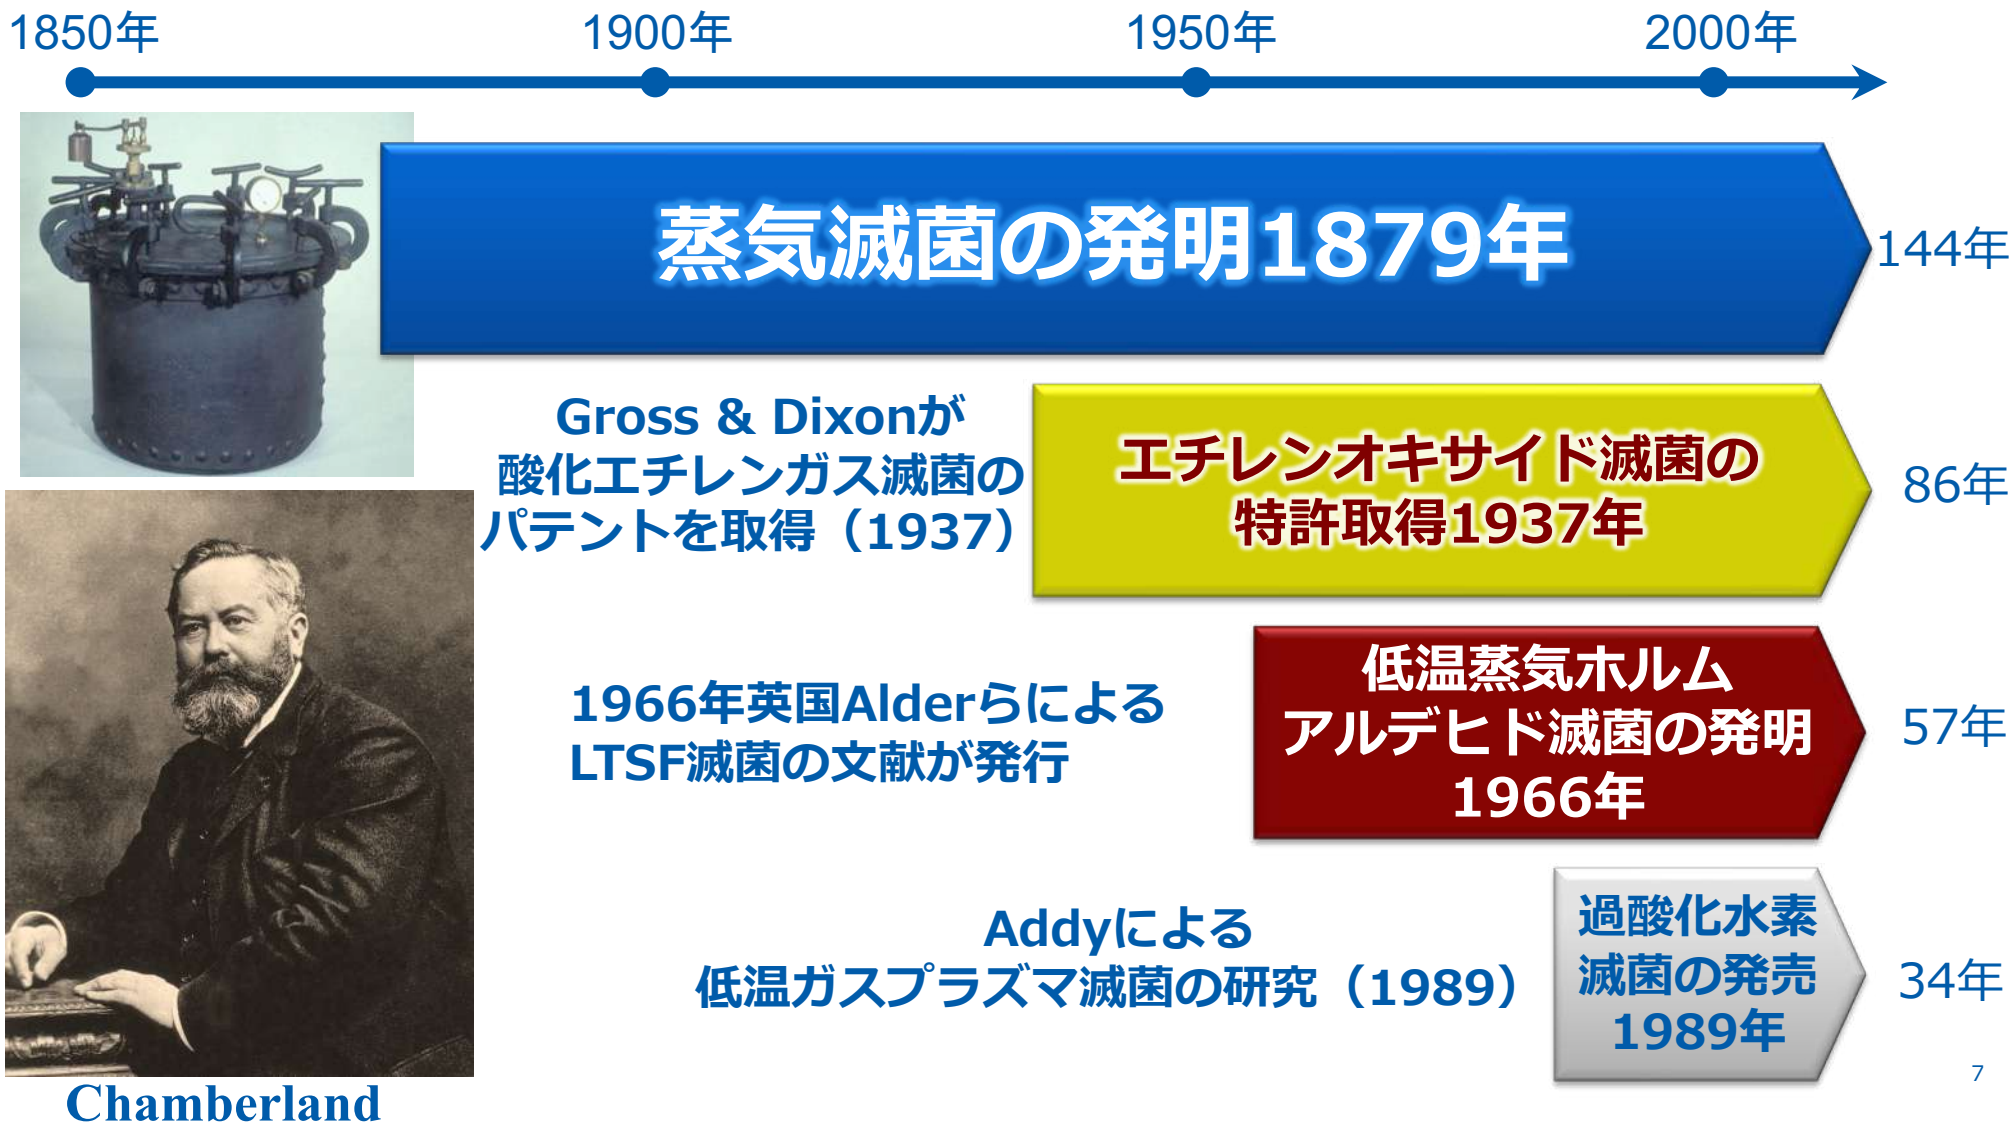 1850年
1900年
1950年
2000年
蒸気滅菌の発明1879年
144年
Gross & Dixonが
酸化エチレンガス滅菌の
パテントを取得（1937）
エチレンオキサイド滅菌の
特許取得1937年
86年
1966年英国Alderらによる
LTSF滅菌の文献が発行
低温蒸気ホルム
アルデヒド滅菌の発明
1966年
57年
Addyによる
低温ガスプラズマ滅菌の研究（1989）
過酸化水素
滅菌の発売
1989年
34年
Chamberland
7